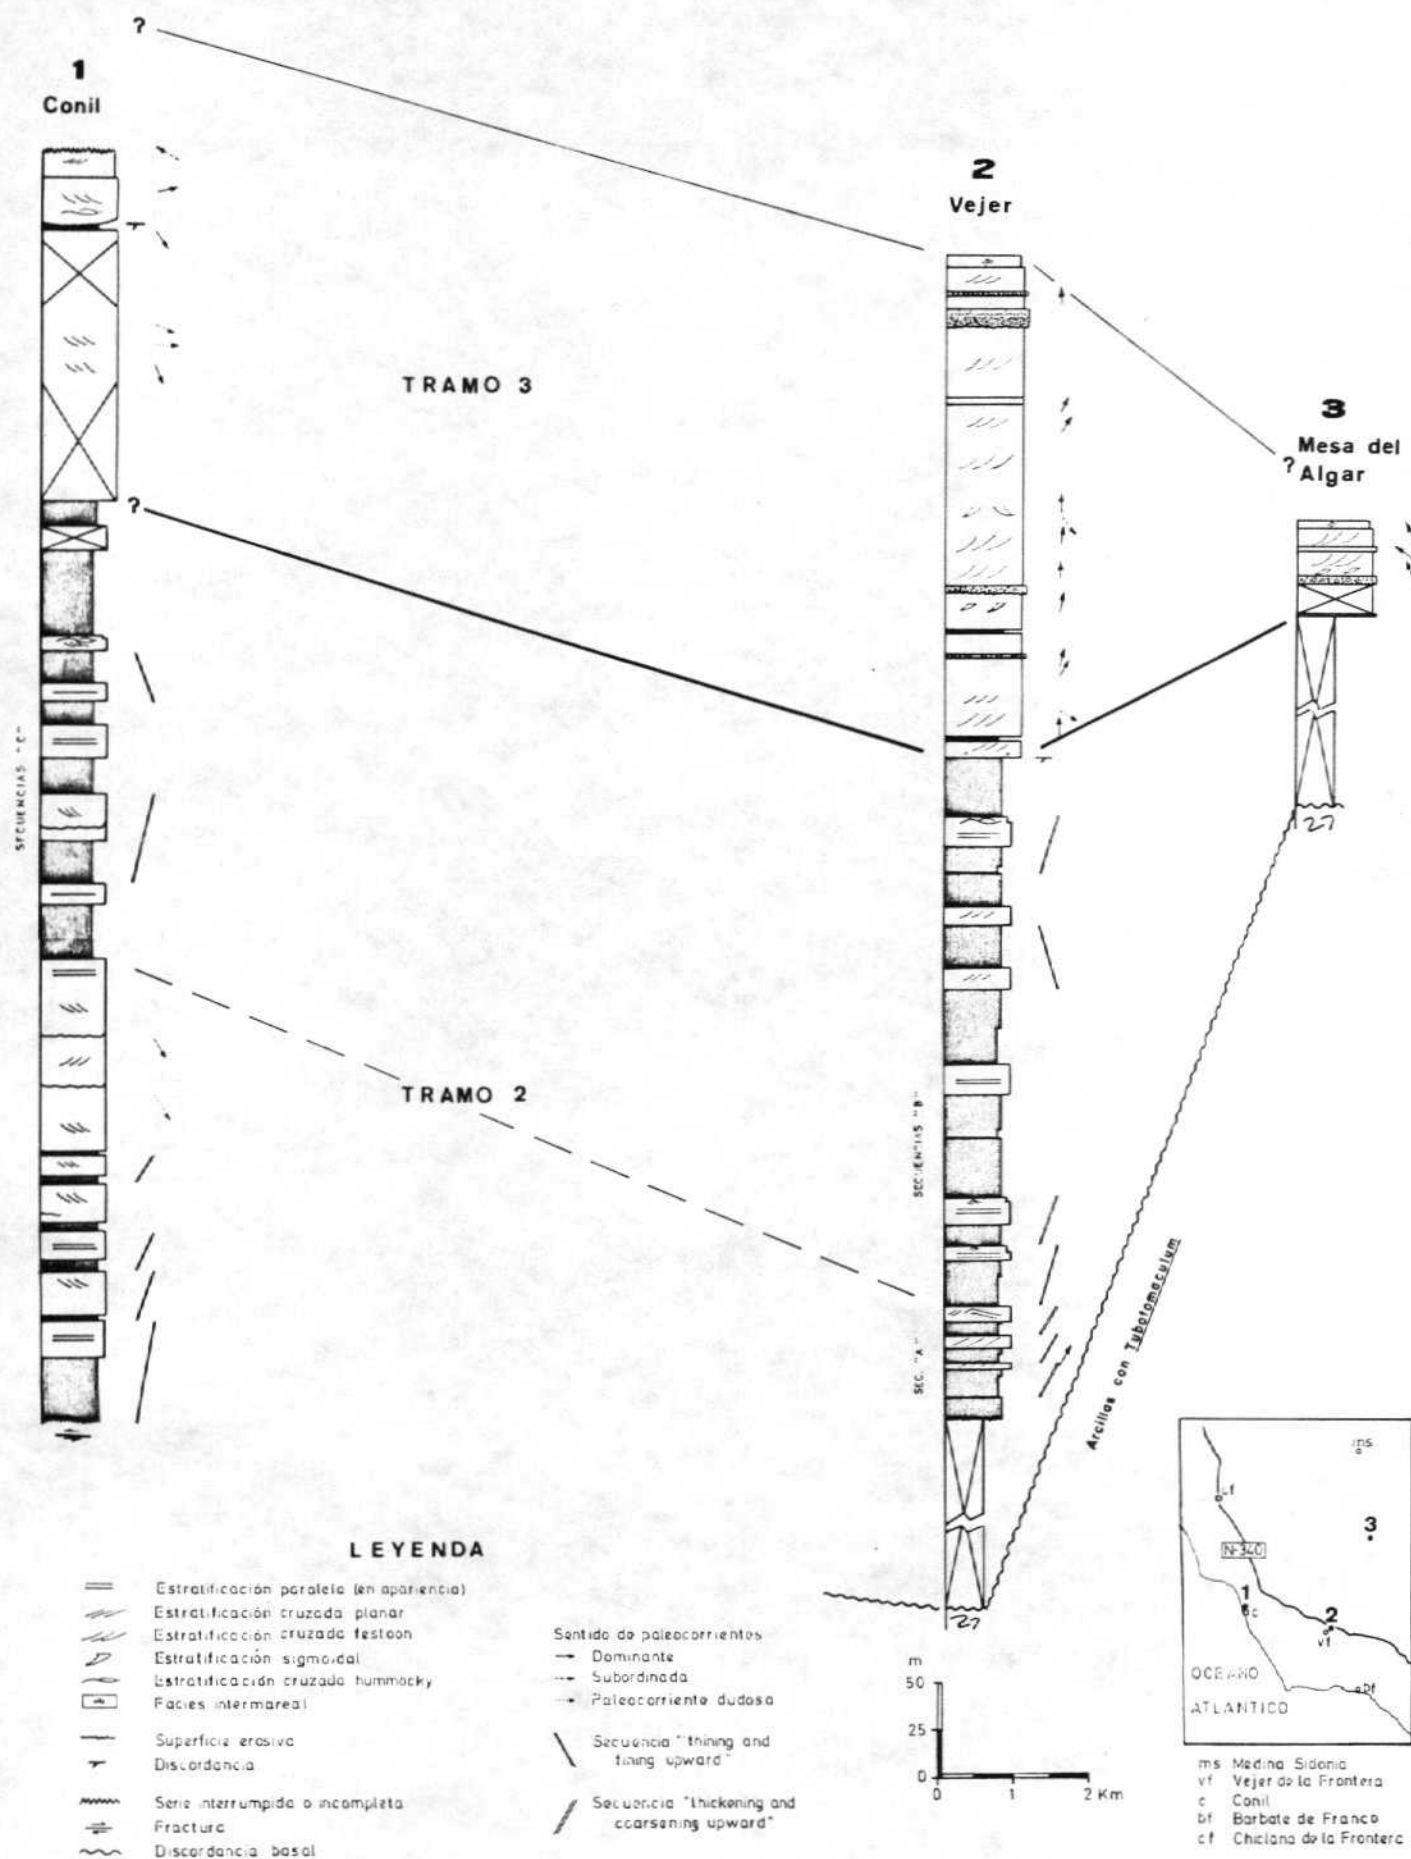 ?
1
Conil
2
Vejer
TRAMO 3
3
Mesa del
? Algar
?
SECUENCIAS "C"
TRAMO 2
SECUENCIAS "B"
SEC. "A"
Arcillas con Tubotomaculum
LEYENDA
Estratificación paralela (en apariencia)
Estratificación cruzada planar
Estratificación cruzada festoon
Estratificación sigmoidal
Estratificación cruzada hummocky
Facies intermareal
Superficie erosiva
Discordancia
Serie interrumpida o incompleta
Fractura
Discordancia basal
Sentido de paleocorrientes
Dominante
Subordinada
Paleocorriente dudosa
Secuencia "thining and
fining upward"
Secuencia "thickening and
coarsening upward"
m
50
25
0
0 1 2 Km
ms
cf
3
N-340
1
c
2
vf
OCEANO
ATLANTICO
bf
ms Medina Sidonia
vf Vejer de la Frontera
c Conil
bf Barbate de Franco
cf Chiclana de la Frontera